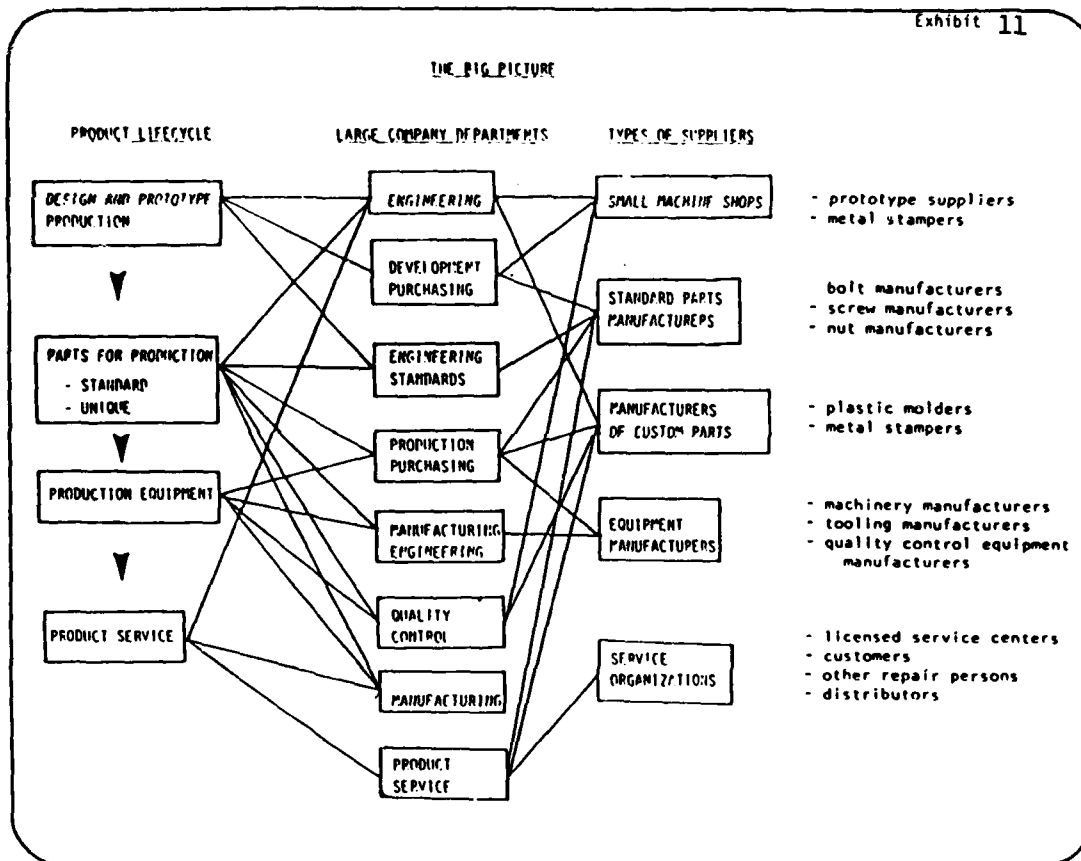 Exhibit 11
THE BIG PICTURE
PRODUCT LIFECYCLE
LARGE COMPANY DEPARTMENTS
TYPES OF SUPPLIERS
DESIGN AND PROTOTYPE
PRODUCTION
PARTS FOR PRODUCTION
- STANDARD
- UNIQUE
PRODUCTION EQUIPMENT
PRODUCT SERVICE
ENGINEERING
DEVELOPMENT
PURCHASING
ENGINEERING
STANDARDS
PRODUCTION
PURCHASING
MANUFACTURING
ENGINEERING
QUALITY
CONTROL
MANUFACTURING
PRODUCT
SERVICE
SMALL MACHINE SHOPS
- prototype suppliers
- metal stampers
STANDARD PARTS
MANUFACTURERS
bolt manufacturers
- screw manufacturers
- nut manufacturers
MANUFACTURERS
OF CUSTOM PARTS
- plastic molders
- metal stampers
EQUIPMENT
MANUFACTURERS
- machinery manufacturers
- tooling manufacturers
- quality control equipment
manufacturers
SERVICE
ORGANIZATIONS
- licensed service centers
- customers
- other repair persons
- distributors